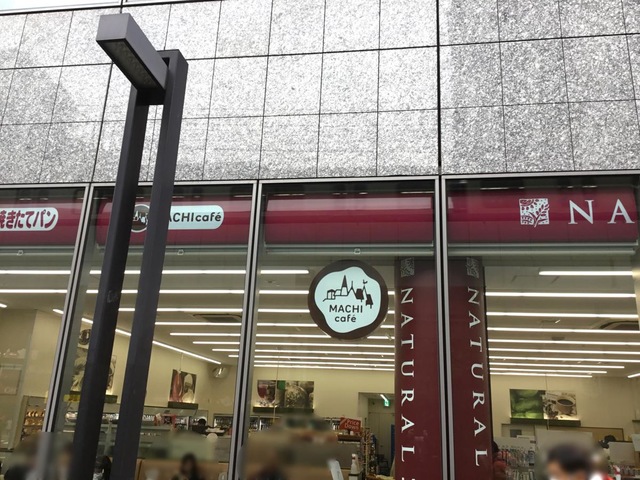 焼きたてパン
MACHI café
NA
MACHI
café
NATURAL
NATURAL